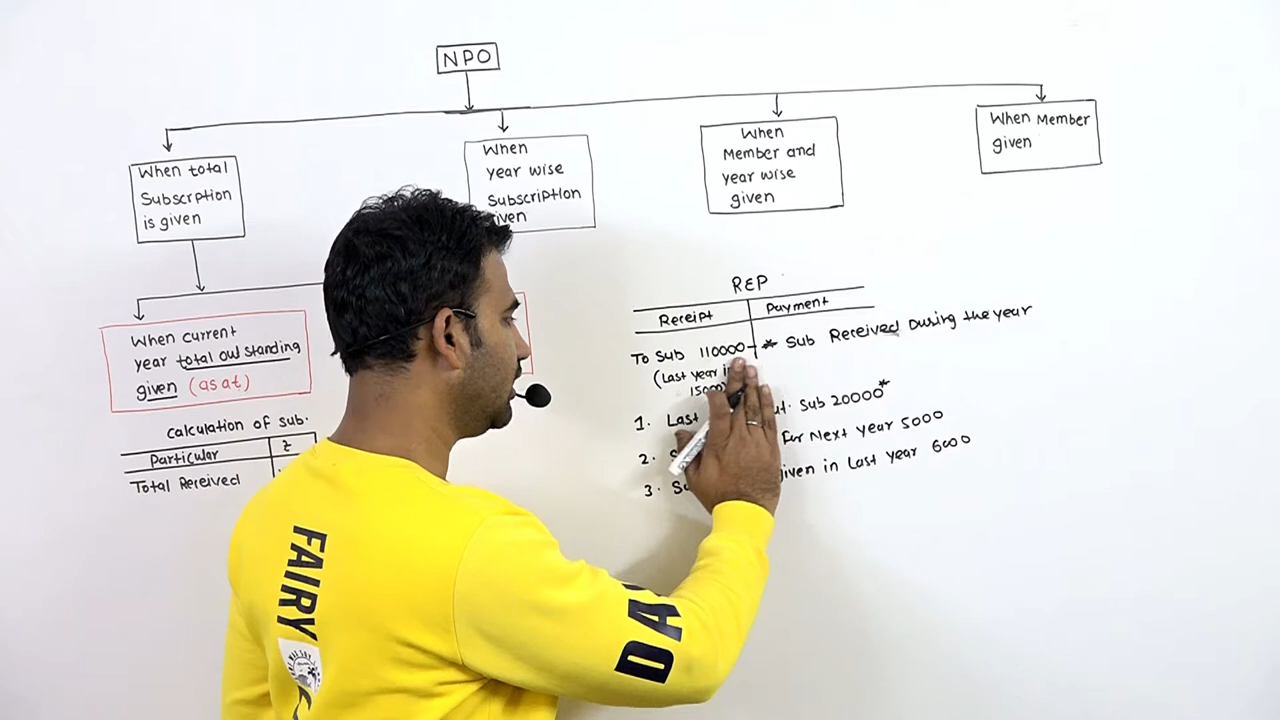 NPO
When total
Subscrption
is given
When
year wise
Subscription
When
Member and
year wise
given
When Member
given
When current
year total out standing
given (as at)
calculation of sub.
Particular
Total Received
REP
Receipt
Payment
To Sub 110000
* Sub Received During the year
(Last year
1. Last Sub 20000*
2. For Next year 5000
3. given in Last year 6000
FAIRY